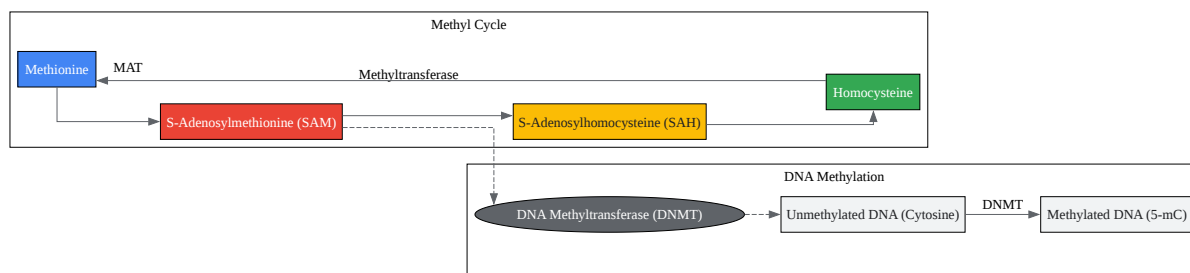 Methyl Cycle
Methionine
MAT
Methyltransferase
Homocysteine
S-Adenosylmethionine (SAM)
S-Adenosylhomocysteine (SAH)
DNA Methylation
DNA Methyltransferase (DNMT)
Unmethylated DNA (Cytosine)
DNMT
Methylated DNA (5-mC)